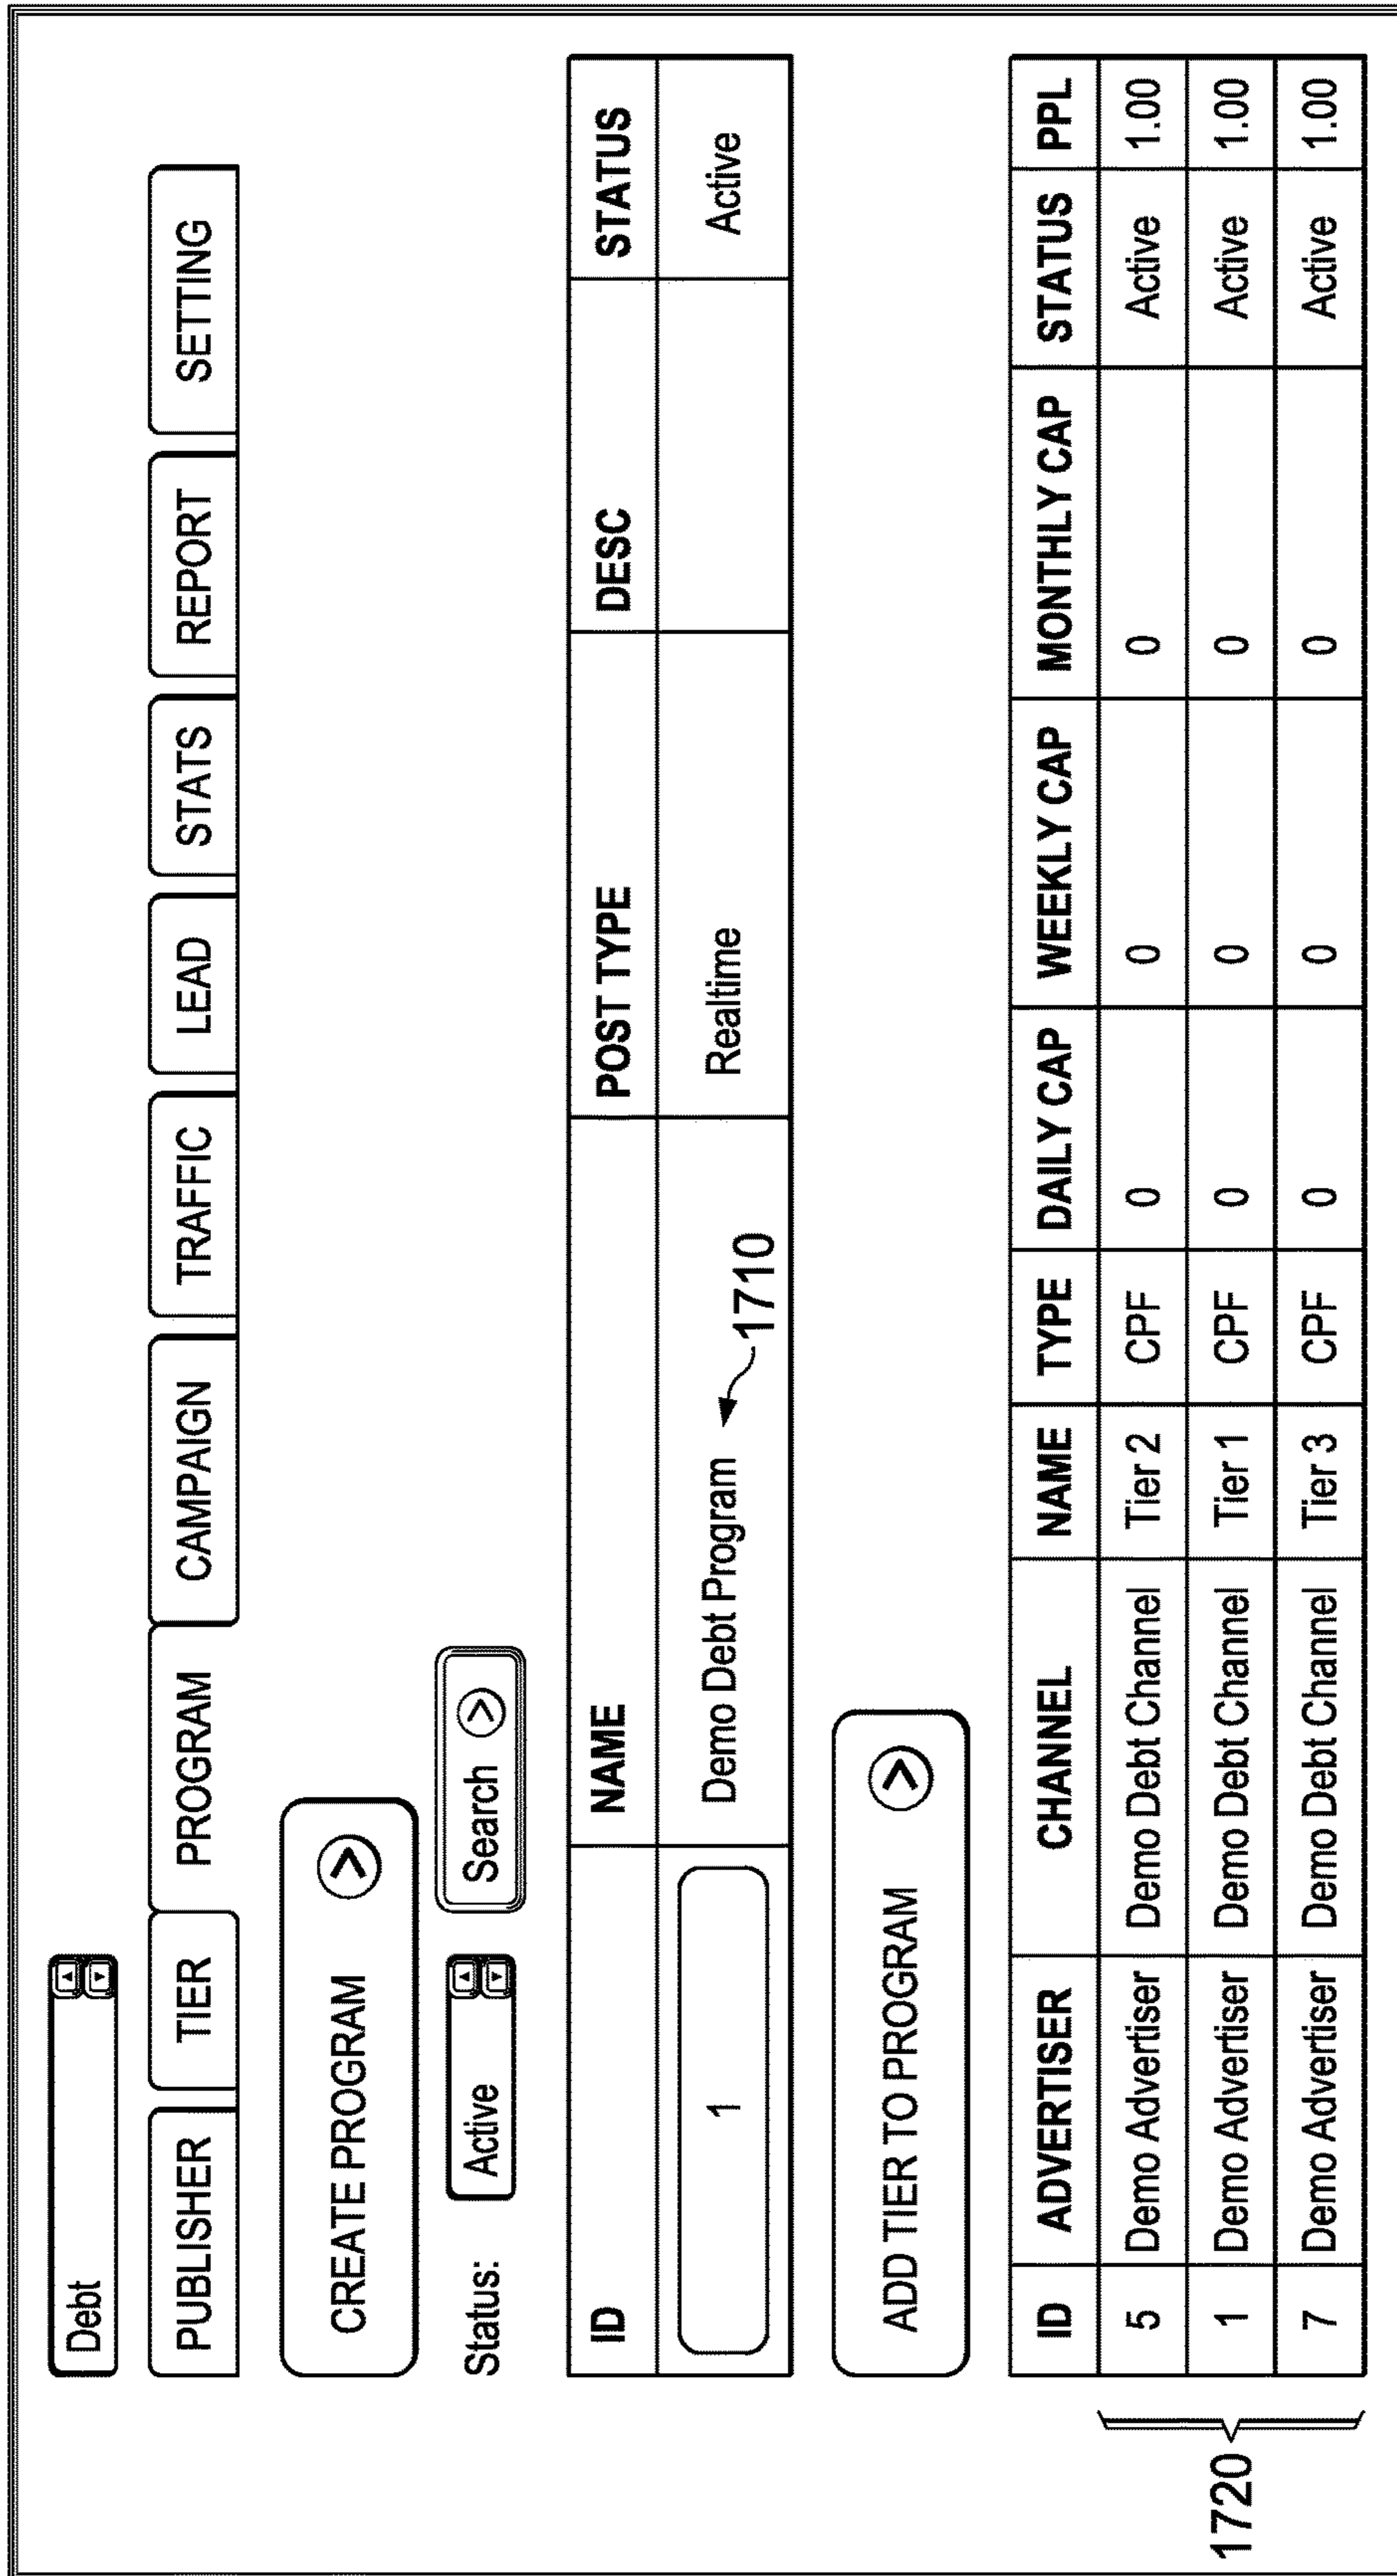 Debt
PUBLISHER TIER PROGRAM CAMPAIGN TRAFFIC LEAD STATS REPORT SETTING
CREATE PROGRAM
Status: Active Search
ID NAME POST TYPE DESC STATUS
1 Demo Debt Program 1710 Realtime Active
ADD TIER TO PROGRAM
ID ADVERTISER CHANNEL NAME TYPE DAILY CAP WEEKLY CAP MONTHLY CAP STATUS PPL
5 Demo Advertiser Demo Debt Channel Tier 2 CPF 0 0 0 Active 1.00
1720 1 Demo Advertiser Demo Debt Channel Tier 1 CPF 0 0 0 Active 1.00
7 Demo Advertiser Demo Debt Channel Tier 3 CPF 0 0 0 Active 1.00